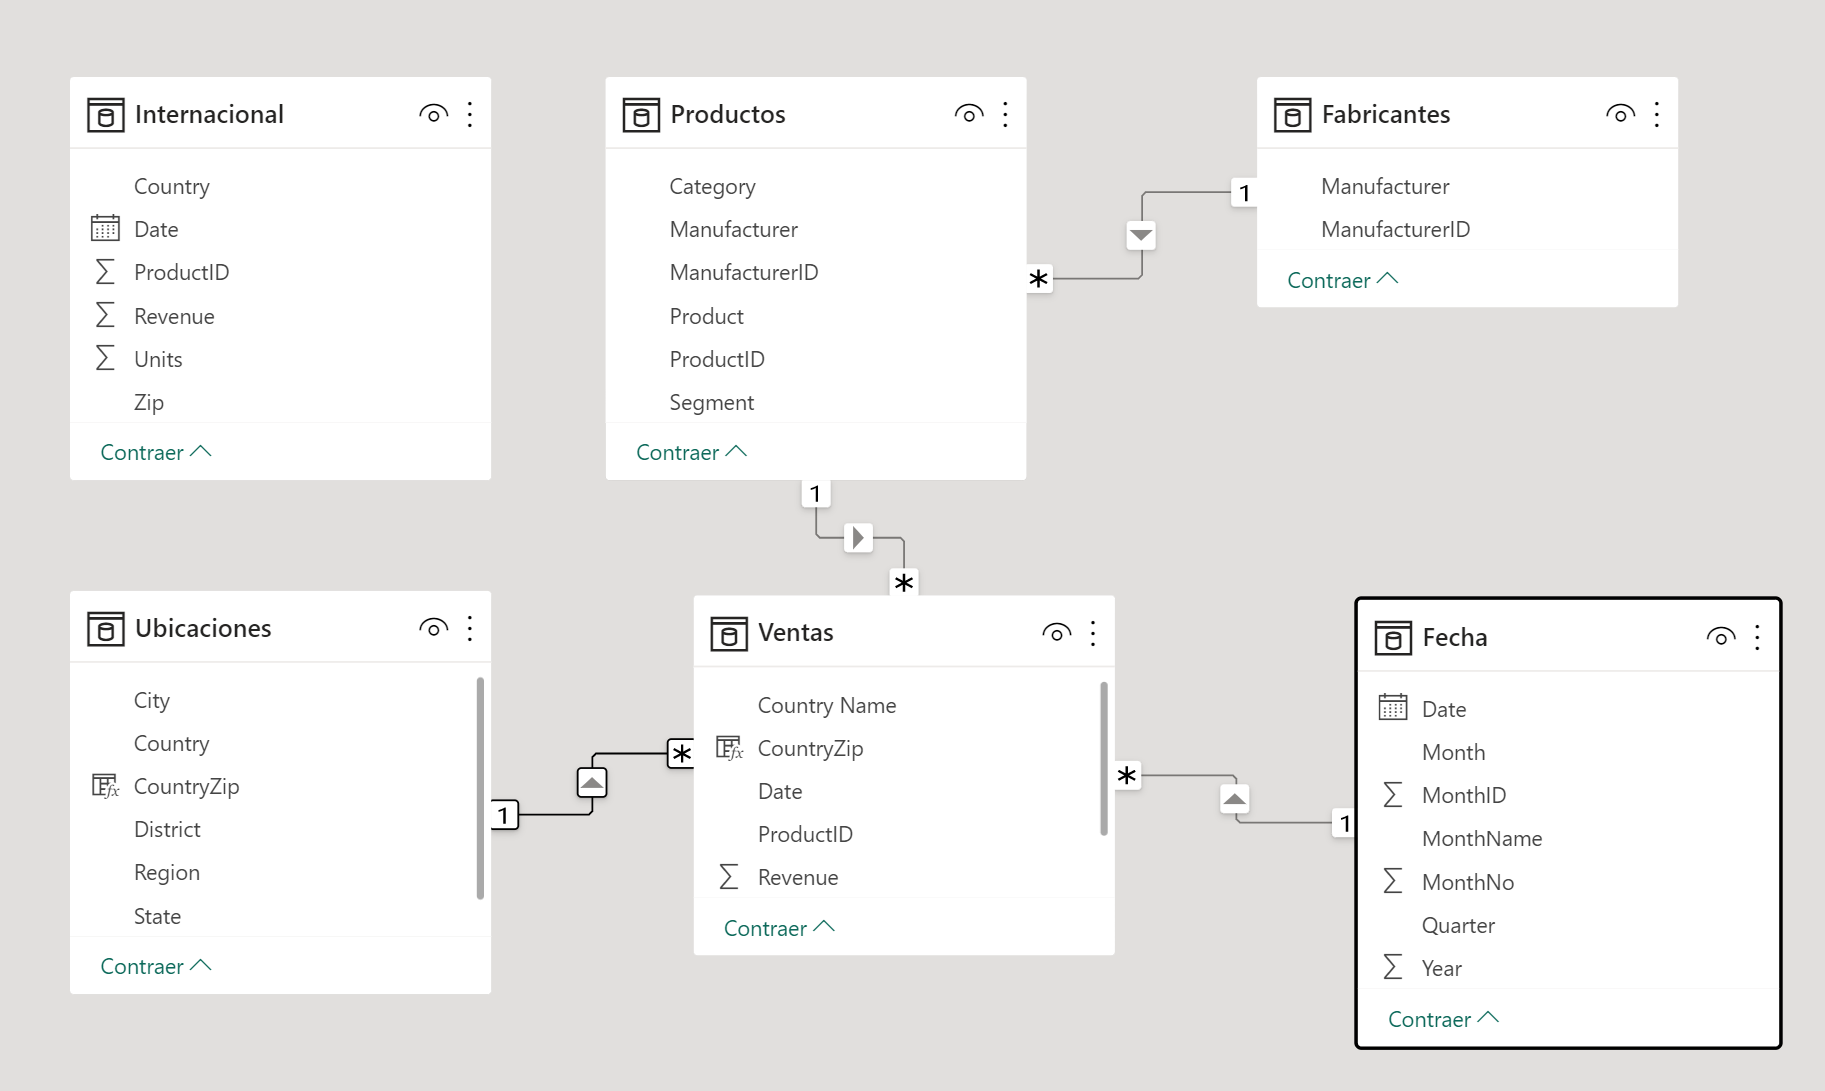 Internacional
Country
Date
ProductID
Revenue
Units
Zip
Contraer
Productos
Category
Manufacturer
ManufacturerID
Product
ProductID
Segment
Contraer
Fabricantes
Manufacturer
ManufacturerID
Contraer
1
*
1
*
Ubicaciones
City
Country
CountryZip
District
Region
State
Contraer
1
*
Ventas
Country Name
CountryZip
Date
ProductID
Revenue
Contraer
*
1
Fecha
Date
Month
MonthID
MonthName
MonthNo
Quarter
Year
Contraer